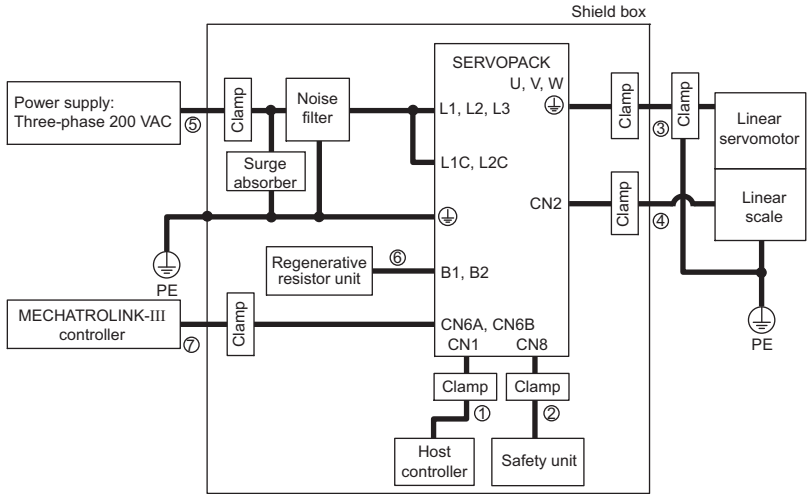 Shield box
SERVOPACK
U, V, W
Power supply:
Three-phase 200 VAC
⑤
Clamp
Noise
filter
L1, L2, L3
Clamp
③
Clamp
Linear
servomotor
Surge
absorber
L1C, L2C
CN2
Clamp
④
Linear
scale
PE
Regenerative
resistor unit
⑥
B1, B2
MECHATROLINK-III
controller
⑦
Clamp
CN6A, CN6B
CN1
CN8
PE
Clamp
Clamp
①
②
Host
controller
Safety unit